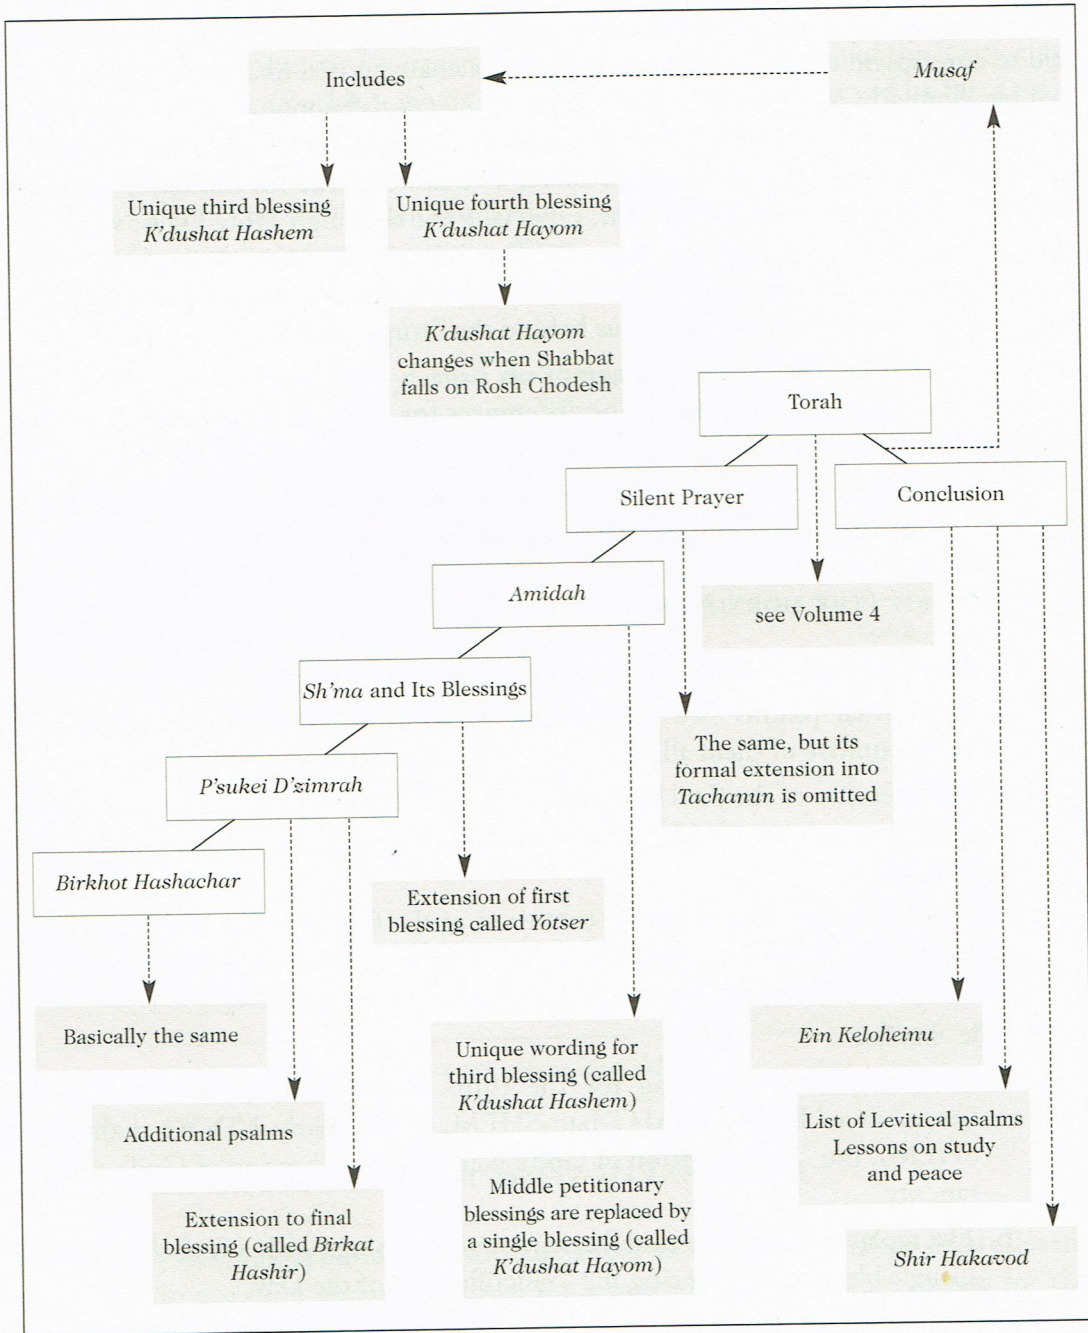 Includes
Musaf
Unique third blessing
K'dushat Hashem
Unique fourth blessing
K'dushat Hayom
K'dushat Hayom
changes when Shabbat
falls on Rosh Chodesh
Torah
Silent Prayer
Conclusion
Amidah
see Volume 4
Sh'ma and Its Blessings
The same, but its
formal extension into
Tachanun is omitted
P'sukei D'zimrah
Birkhot Hashachar
Extension of first
blessing called Yotser
Basically the same
Ein Keloheinu
Unique wording for
third blessing (called
K'dushat Hashem)
Additional psalms
List of Levitical psalms
Lessons on study
and peace
Middle petitionary
blessings are replaced by
a single blessing (called
K'dushat Hayom)
Extension to final
blessing (called Birkat
Hashir)
Shir Hakavod